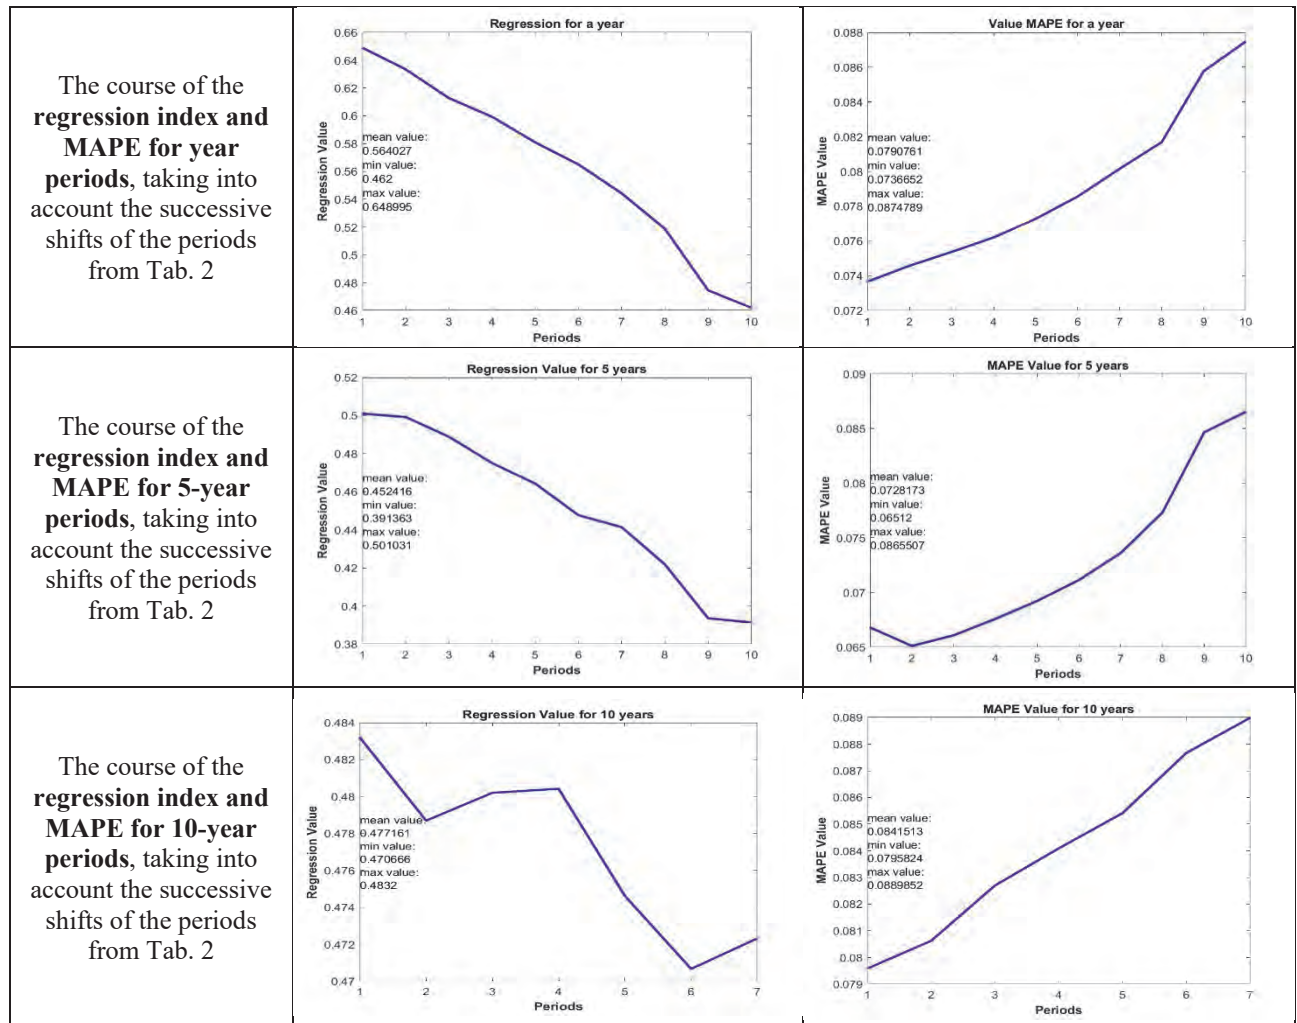 The course of the
regression index and
MAPE for year
periods, taking into
account the successive
shifts of the periods
from Tab. 2
Regression for a year
0.66
0.64
0.62
0.6
0.58
0.56
0.54
0.52
0.5
0.48
0.46
Regression Value
mean value:
0.564027
min value:
0.462
max value:
0.648995
1 2 3 4 5 6 7 8 9 10
Periods
Value MAPE for a year
0.088
0.086
0.084
0.082
0.08
0.078
0.076
0.074
0.072
MAPE Value
mean value:
0.0790761
min value:
0.0736652
max value:
0.0874789
1 2 3 4 5 6 7 8 9 10
Periods
The course of the
regression index and
MAPE for 5-year
periods, taking into
account the successive
shifts of the periods
from Tab. 2
Regression Value for 5 years
0.52
0.5
0.48
0.46
0.44
0.42
0.4
0.38
Regression Value
mean value:
0.452416
min value:
0.391363
max value:
0.501031
1 2 3 4 5 6 7 8 9 10
Periods
MAPE Value for 5 years
0.09
0.085
0.08
0.075
0.07
0.065
MAPE Value
mean value:
0.0728173
min value:
0.06512
max value:
0.0865507
1 2 3 4 5 6 7 8 9 10
Periods
The course of the
regression index and
MAPE for 10-year
periods, taking into
account the successive
shifts of the periods
from Tab. 2
Regression Value for 10 years
0.484
0.482
0.48
0.478
0.476
0.474
0.472
0.47
Regression Value
mean value:
0.477161
min value:
0.470666
max value:
0.4832
1 2 3 4 5 6 7
Periods
MAPE Value for 10 years
0.089
0.088
0.087
0.086
0.085
0.084
0.083
0.082
0.081
0.08
0.079
MAPE Value
mean value:
0.0841513
min value:
0.0795824
max value:
0.0889852
1 2 3 4 5 6 7
Periods